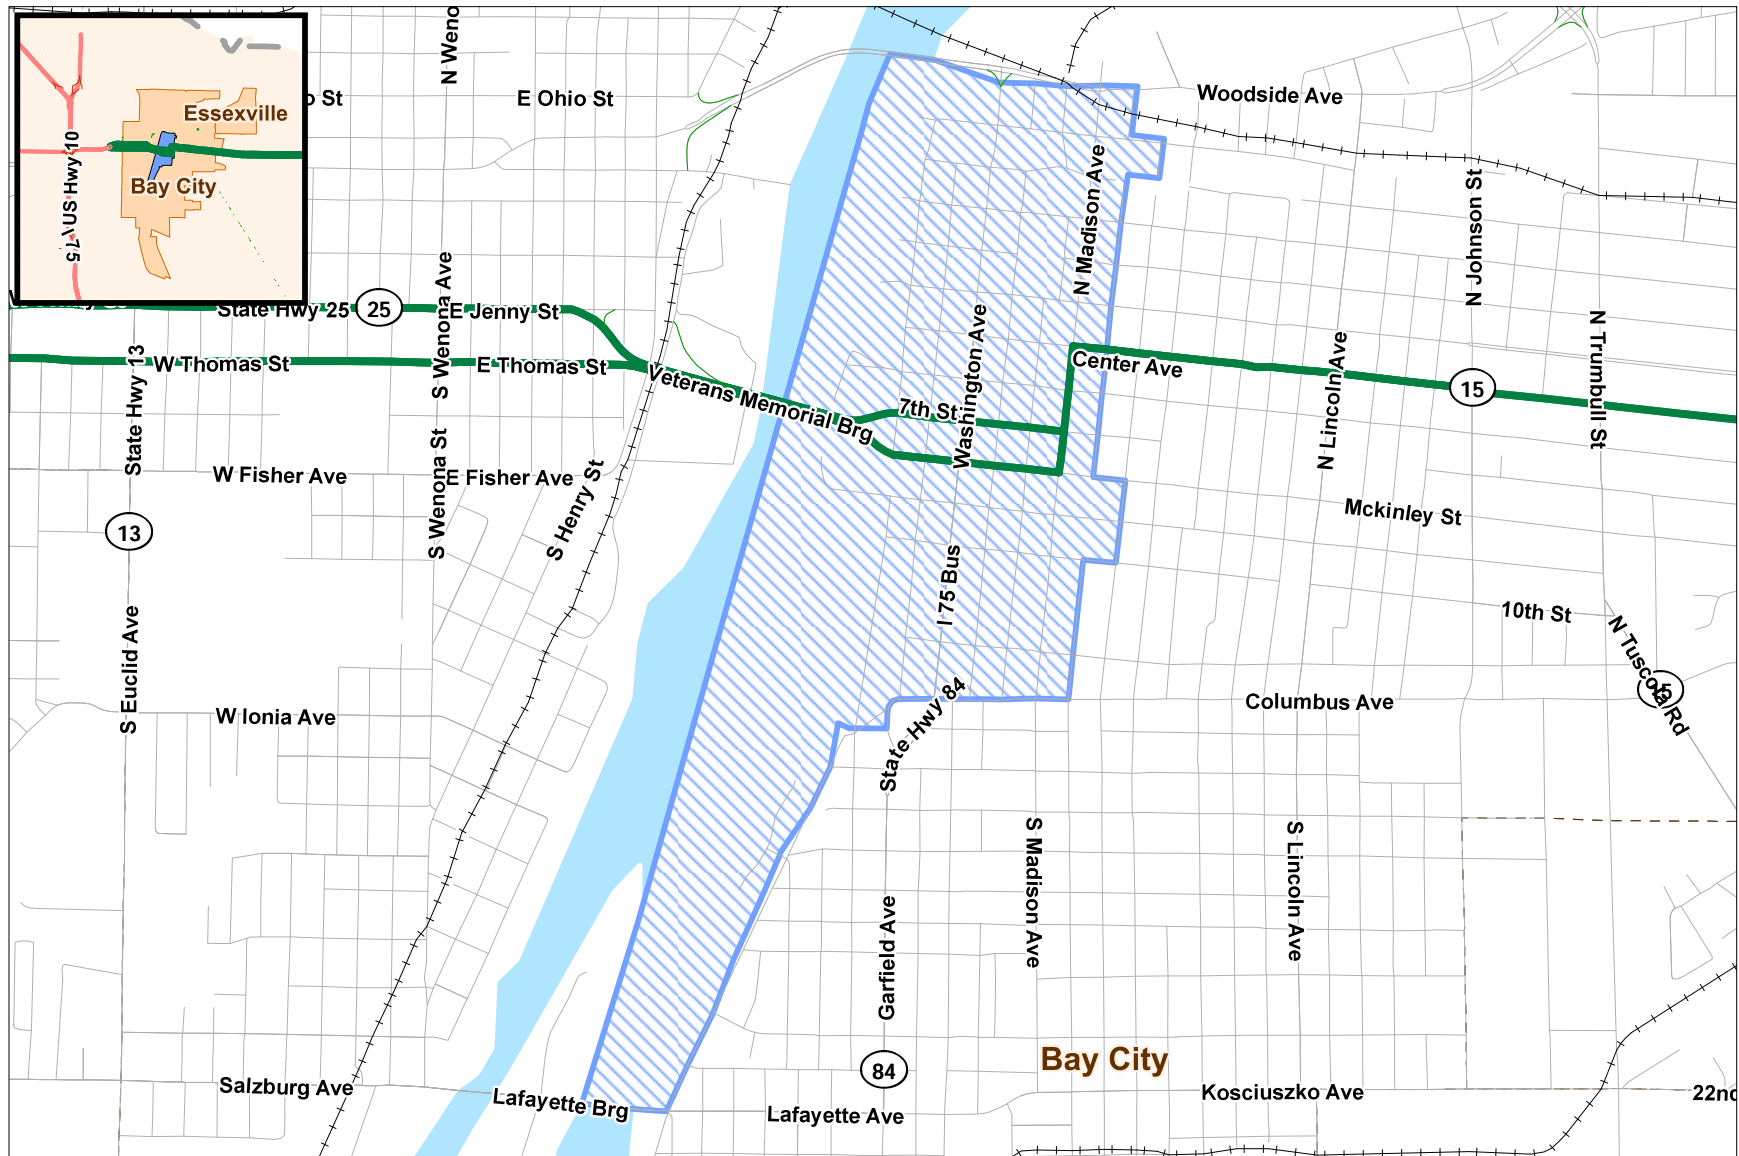 N Weno
Essexville
US Hwy 10
I 75
Bay City
o St
E Ohio St
Woodside Ave
N Madison Ave
N Johnson St
State Hwy 25
25
E Jenny St
S Wenona Ave
State Hwy 13
W Thomas St
E Thomas St
Veterans Memorial Brg
7th St
Washington Ave
Center Ave
N Lincoln Ave
15
N Trumbull St
W Fisher Ave
E Fisher Ave
S Wenona St
S Henry St
13
Mckinley St
I 75 Bus
10th St
S Euclid Ave
N Tuscola Rd
W Ionia Ave
State Hwy 84
Columbus Ave
S Madison Ave
S Lincoln Ave
Garfield Ave
Bay City
84
Salzburg Ave
Lafayette Brg
Lafayette Ave
Kosciuszko Ave
22nd